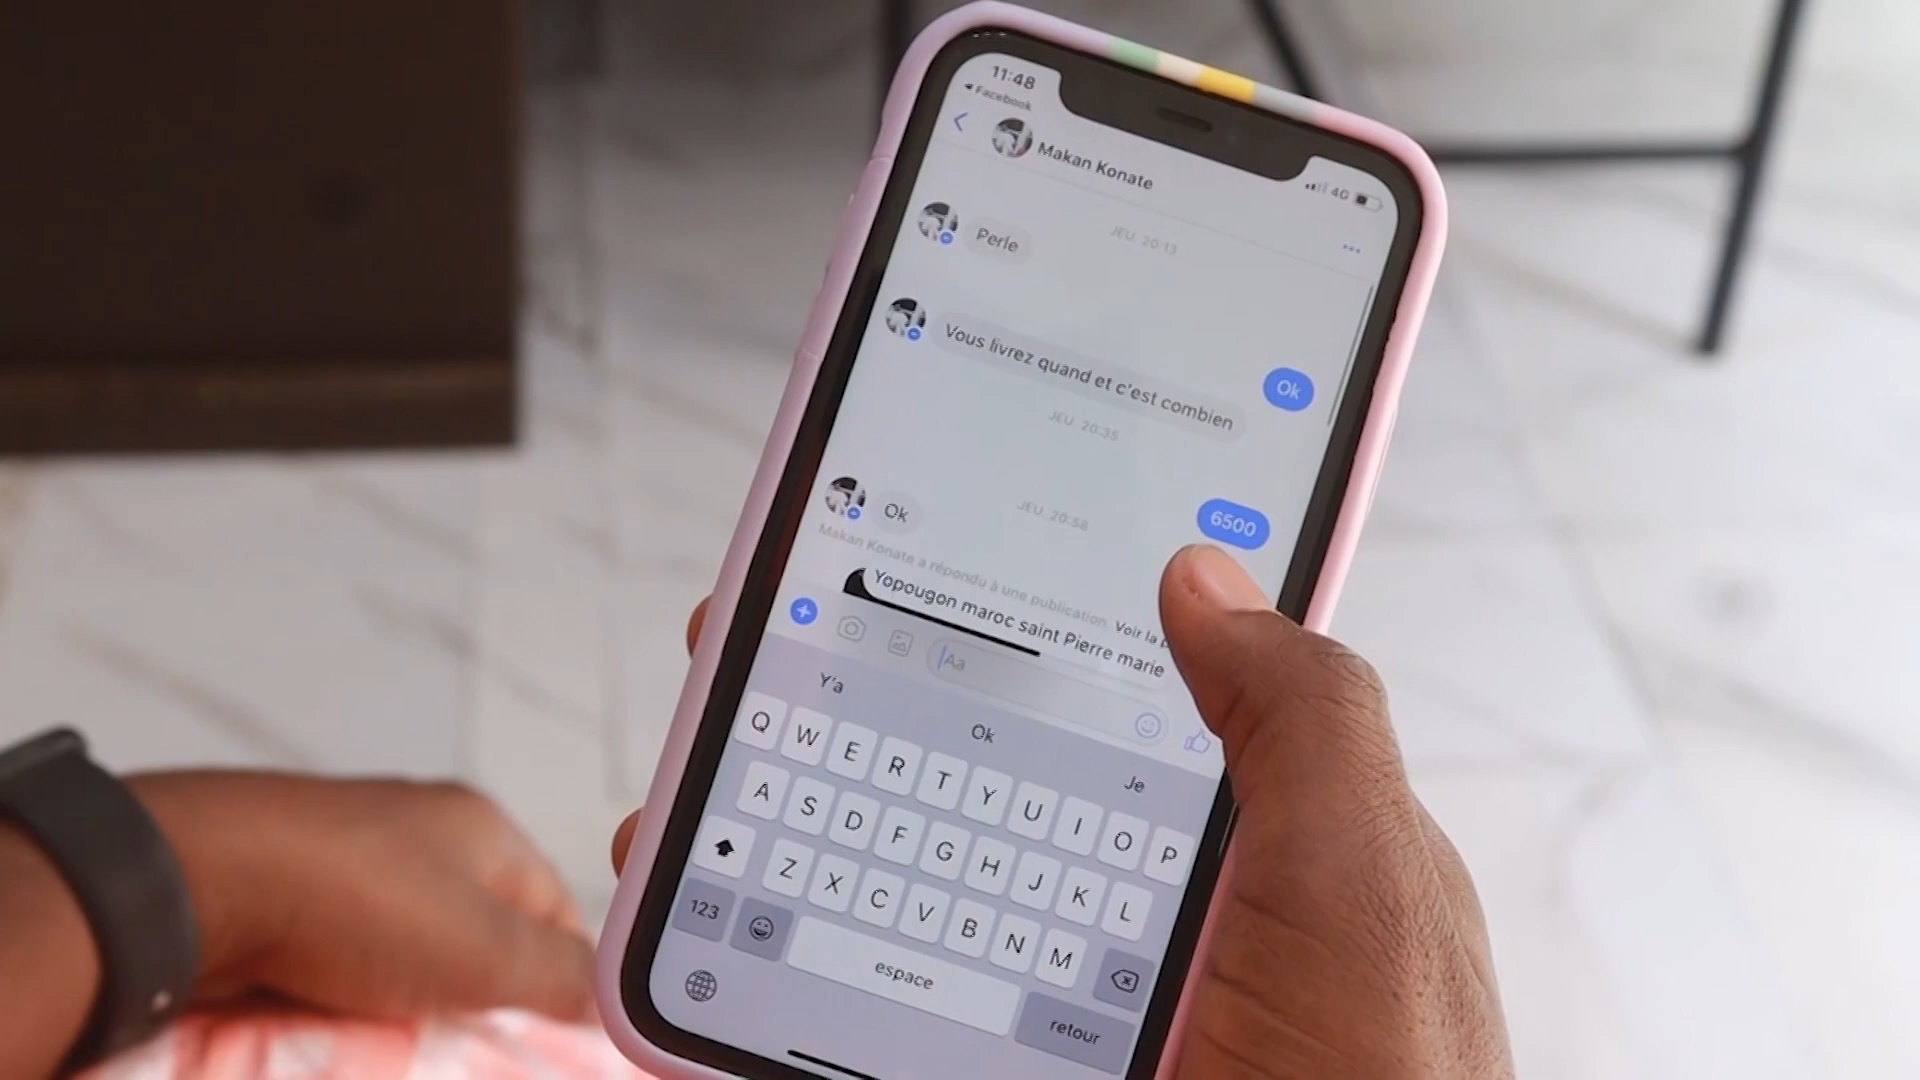 11:48
Facebook
4G
Makan Konate
JEU. 20:13
Perle
Ok
Vous livrez quand et c'est combien
JEU. 20:35
6500
JEU. 20:58
Ok
Makan Konate a répondu à une publication. Voir la
Yopougon maroc saint Pierre marie
Aa
Y'a Ok Je
Q W E R T Y U I O P
A S D F G H J K L
Z X C V B N M
123 espace retour